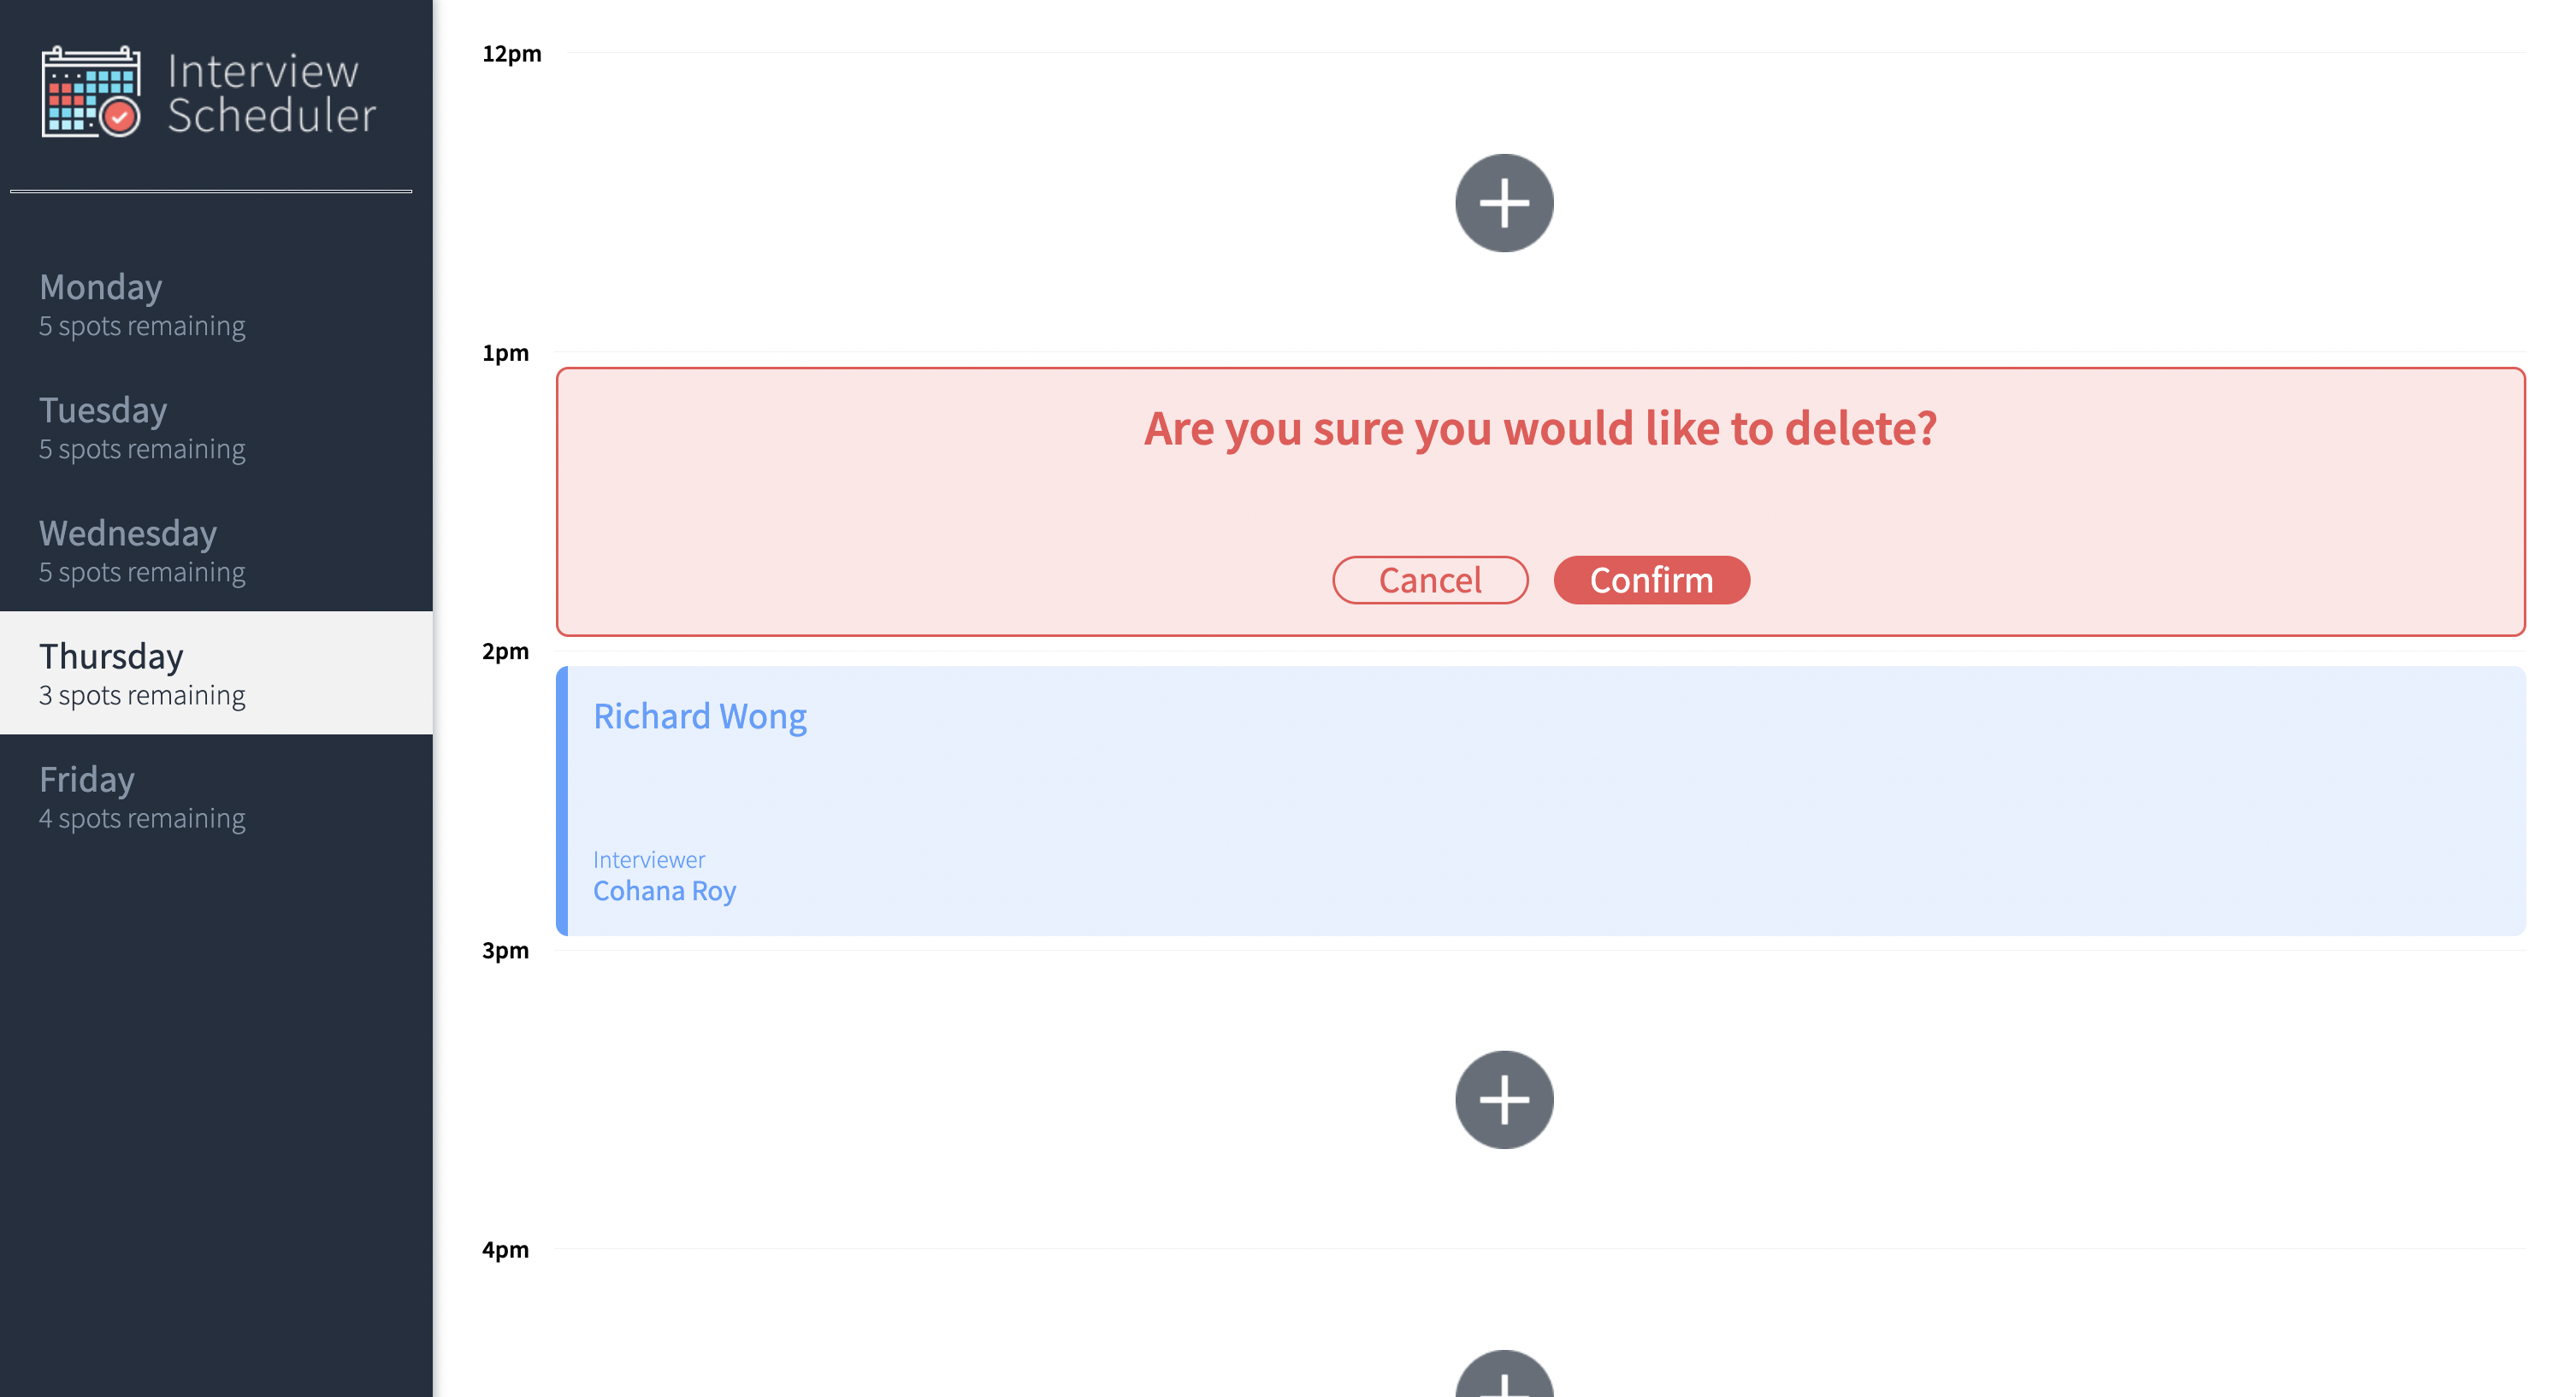 Interview
Scheduler
Monday
5 spots remaining
Tuesday
5 spots remaining
Wednesday
5 spots remaining
Thursday
3 spots remaining
Friday
4 spots remaining
12pm
1pm
Are you sure you would like to delete?
Cancel Confirm
2pm
Richard Wong
Interviewer
Cohana Roy
3pm
4pm